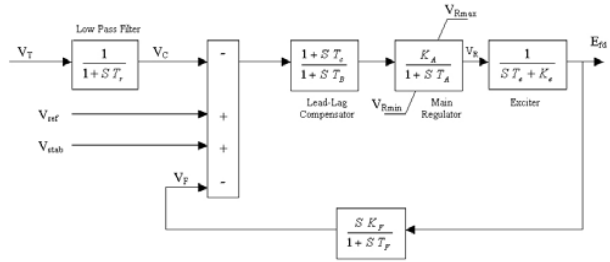 V_Rmax
Low Pass Filter
V_T
1
1 + S T_r
V_C
-
1 + S T_c
1 + S T_B
K_A
1 + S T_A
V_R
1
S T_e + K_e
E_fd
V_ref
+
Lead-Lag
Compensator
V_Rmin
Main
Regulator
Exciter
V_stab
+
V_F
-
S K_F
1 + S T_F